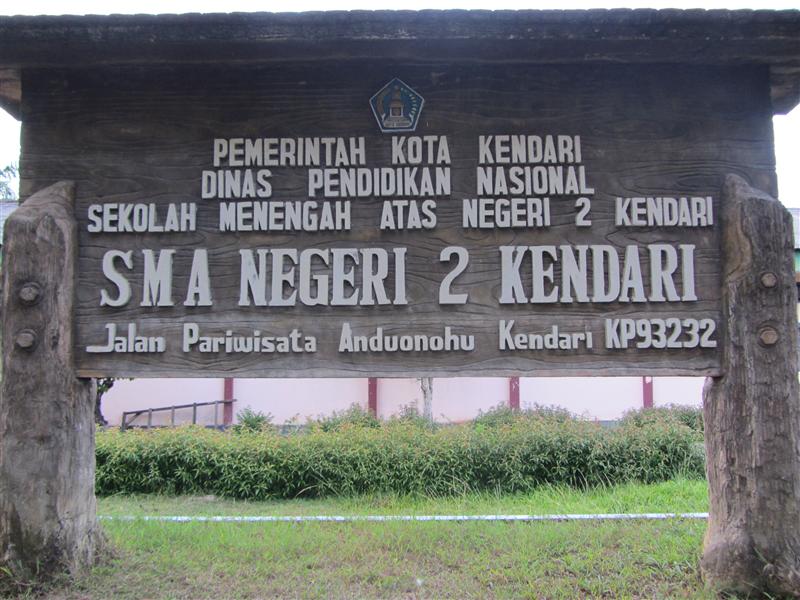 PEMERINTAH KOTA KENDARI
DINAS PENDIDIKAN NASIONAL
SEKOLAH MENENGAH ATAS NEGERI 2 KENDARI
SMA NEGERI 2 KENDARI
Jalan Pariwisata Anduonohu Kendari KP93232